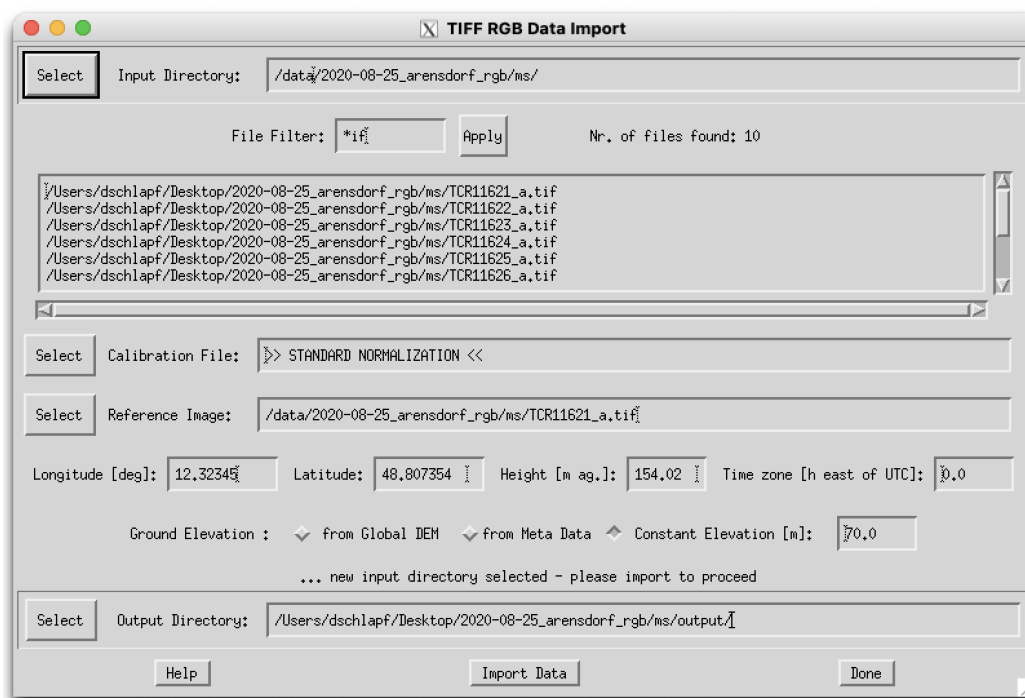 TIFF RGB Data Import
Select Input Directory: /data/2020-08-25_arensdorf_rgb/ms/
File Filter: *if Apply Nr. of files found: 10
/Users/dschlapf/Desktop/2020-08-25_arensdorf_rgb/ms/TCR11621_a.tif
/Users/dschlapf/Desktop/2020-08-25_arensdorf_rgb/ms/TCR11622_a.tif
/Users/dschlapf/Desktop/2020-08-25_arensdorf_rgb/ms/TCR11623_a.tif
/Users/dschlapf/Desktop/2020-08-25_arensdorf_rgb/ms/TCR11624_a.tif
/Users/dschlapf/Desktop/2020-08-25_arensdorf_rgb/ms/TCR11625_a.tif
/Users/dschlapf/Desktop/2020-08-25_arensdorf_rgb/ms/TCR11626_a.tif
Select Calibration File: >> STANDARD NORMALIZATION <<
Select Reference Image: /data/2020-08-25_arensdorf_rgb/ms/TCR11621_a.tif
Longitude [deg]: 12.32345 Latitude: 48.807354 Height [m ag.]: 154.02 Time zone [h east of UTC]: 0.0
Ground Elevation : from Global DEM from Meta Data Constant Elevation [m]: 70.0
... new input directory selected - please import to proceed
Select Output Directory: /Users/dschlapf/Desktop/2020-08-25_arensdorf_rgb/ms/output/
Help Import Data Done